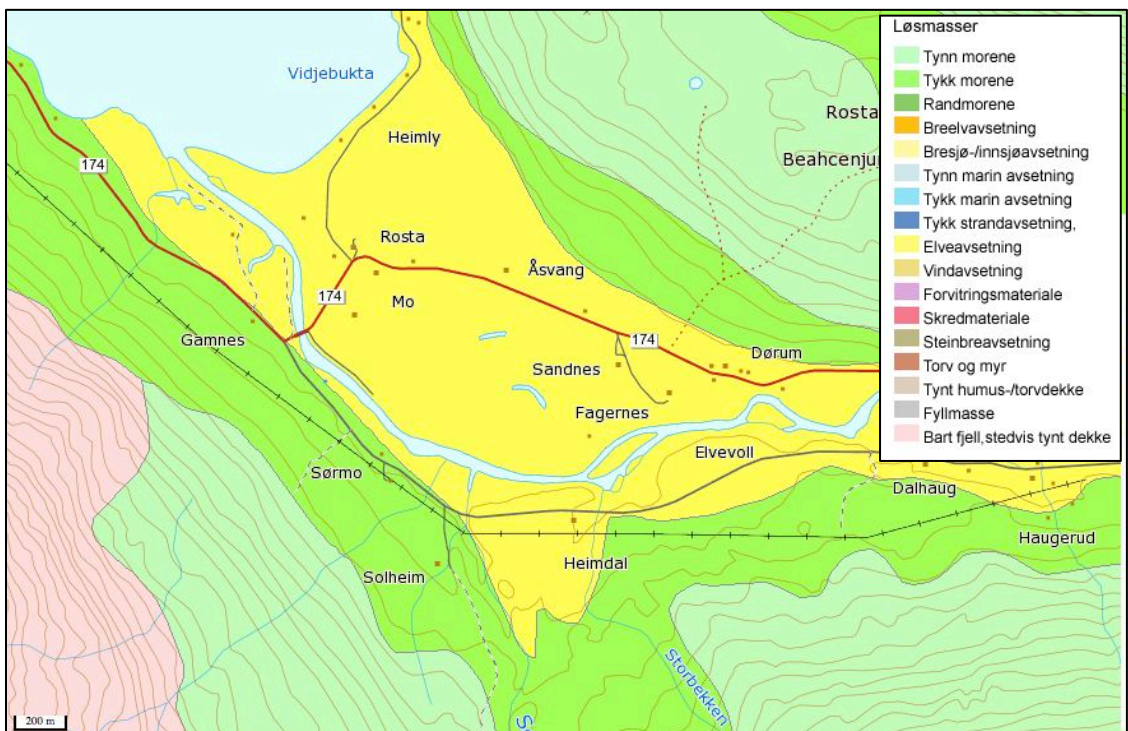 Løsmasser
Tynn morene
Tykk morene
Randmorene
Breelvavsetning
Bresjø-/innsjøavsetning
Tynn marin avsetning
Tykk marin avsetning
Tykk strandavsetning,
Elveavsetning
Vindavsetning
Forvitringsmateriale
Skredmateriale
Steinbreavsetning
Torv og myr
Tynt humus-/torvdekke
Fyllmasse
Bart fjell,stedvis tynt dekke
Vidjebukta
Rosta
Heimly
Beahcenjup
174
Rosta
Åsvang
174
Mo
Gamnes
174
Dørum
Sandnes
Fagernes
Elvevoll
Sørmo
Dalhaug
Haugerud
Heimdal
Solheim
Storbekken
200 m